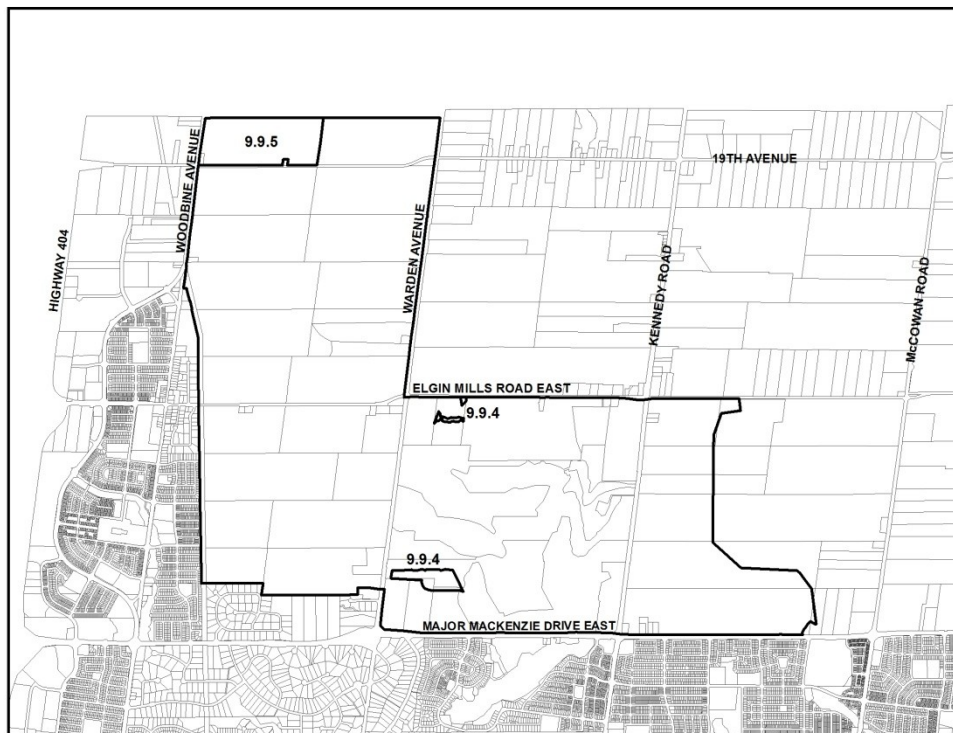 9.9.5
19TH AVENUE
WOODBINE AVENUE
HIGHWAY 404
WARDEN AVENUE
KENNEDY ROAD
McCOWAN ROAD
ELGIN MILLS ROAD EAST
9.9.4
9.9.4
MAJOR MACKENZIE DRIVE EAST